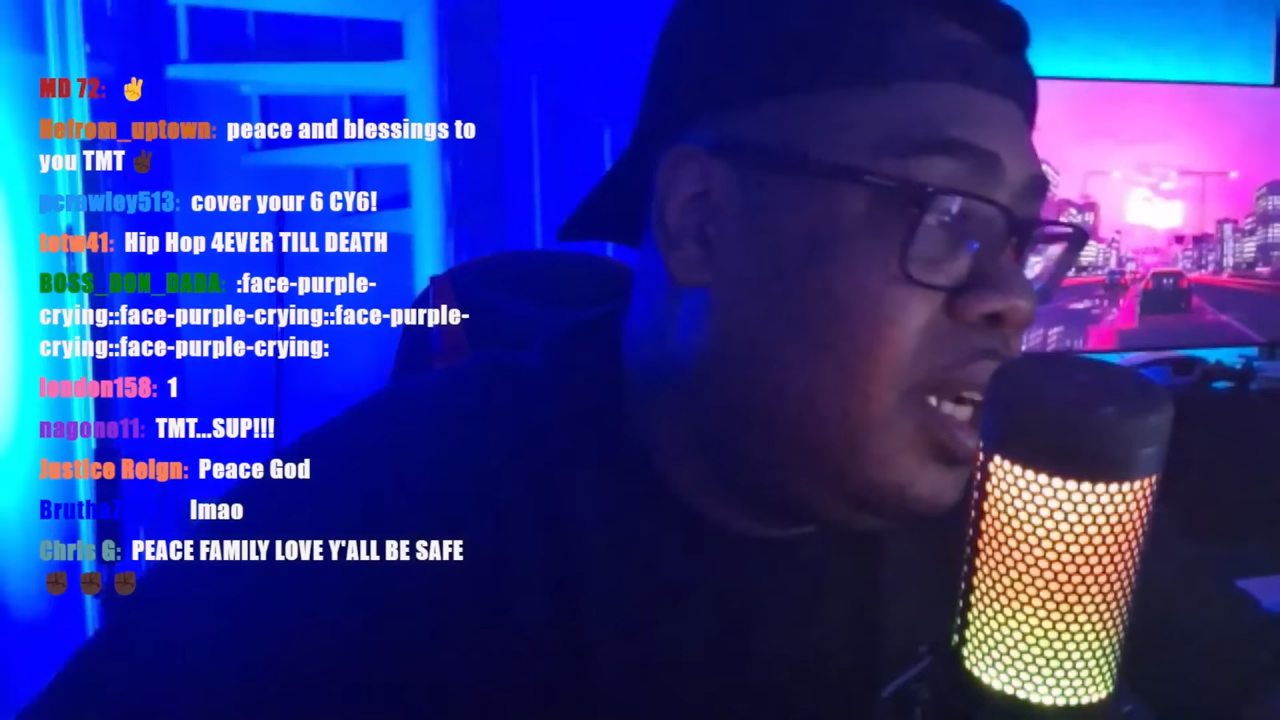 MD 72: ✌
Hefrom_uptown: peace and blessings to
you TMT ✌🏿
pcrawley513: cover your 6 CY6!
totw41: Hip Hop 4EVER TILL DEATH
BOSS_DON_DADA: :face-purple-
crying::face-purple-crying::face-purple-
crying::face-purple-crying:
london158: 1
nagono11: TMT...SUP!!!
Justice Reign: Peace God
lmao
Chris G: PEACE FAMILY LOVE Y'ALL BE SAFE
✊🏿 ✊🏿 ✊🏿